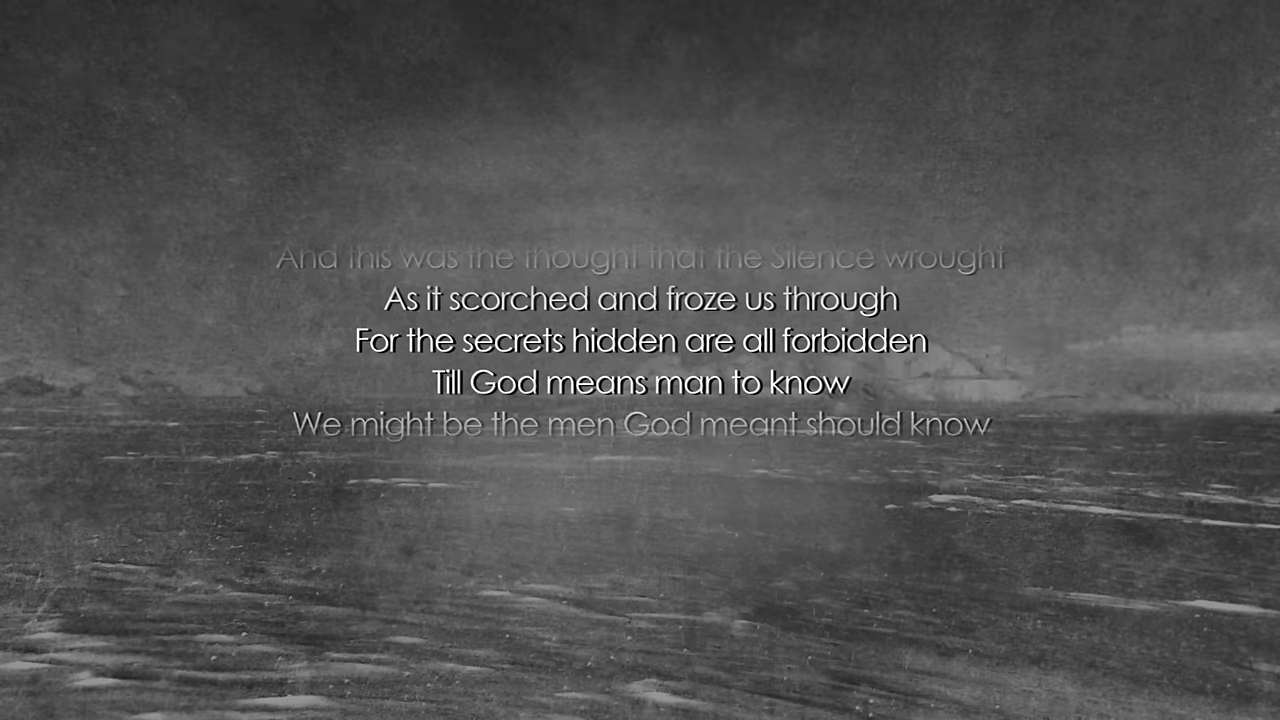 And this was the thought that the Silence wrought
As it scorched and froze us through
For the secrets hidden are all forbidden
Till God means man to know
We might be the men God meant should know